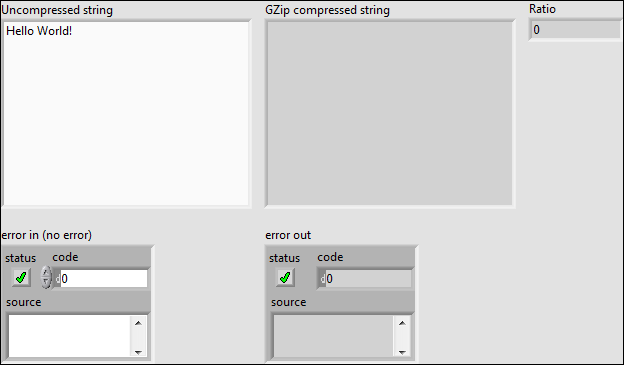 Uncompressed string
GZip compressed string
Ratio
Hello World!
0
error in (no error)
error out
status
code
status
code
0
0
source
source